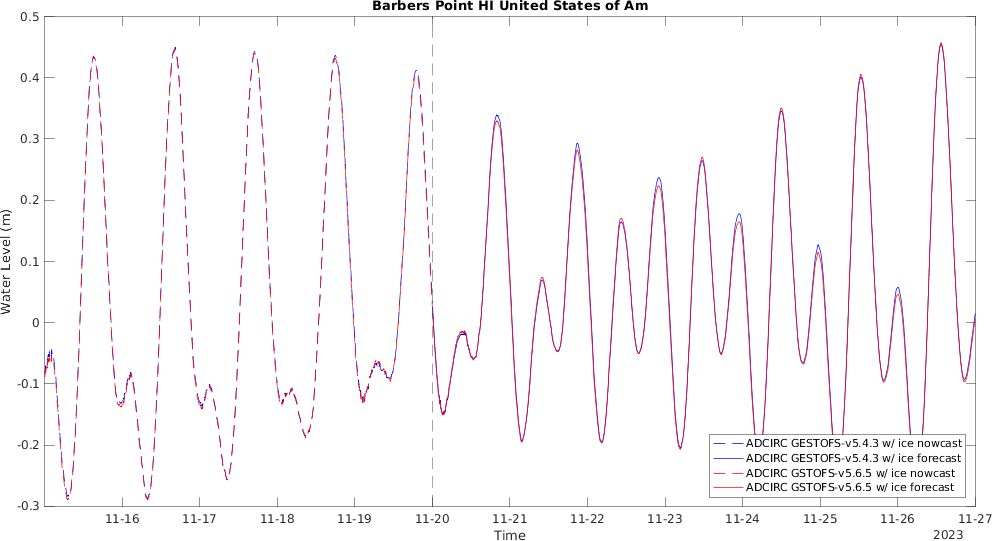 Barbers Point HI United States of Am
0.5
0.4
0.3
0.2
0.1
0
-0.1
-0.2
-0.3
Water Level (m)
ADCIRC GESTOFS-v5.4.3 w/ ice nowcast
ADCIRC GESTOFS-v5.4.3 w/ ice forecast
ADCIRC GSTOFS-v5.6.5 w/ ice nowcast
ADCIRC GSTOFS-v5.6.5 w/ ice forecast
11-16 11-17 11-18 11-19 11-20 11-21 11-22 11-23 11-24 11-25 11-26 11-27
Time
2023